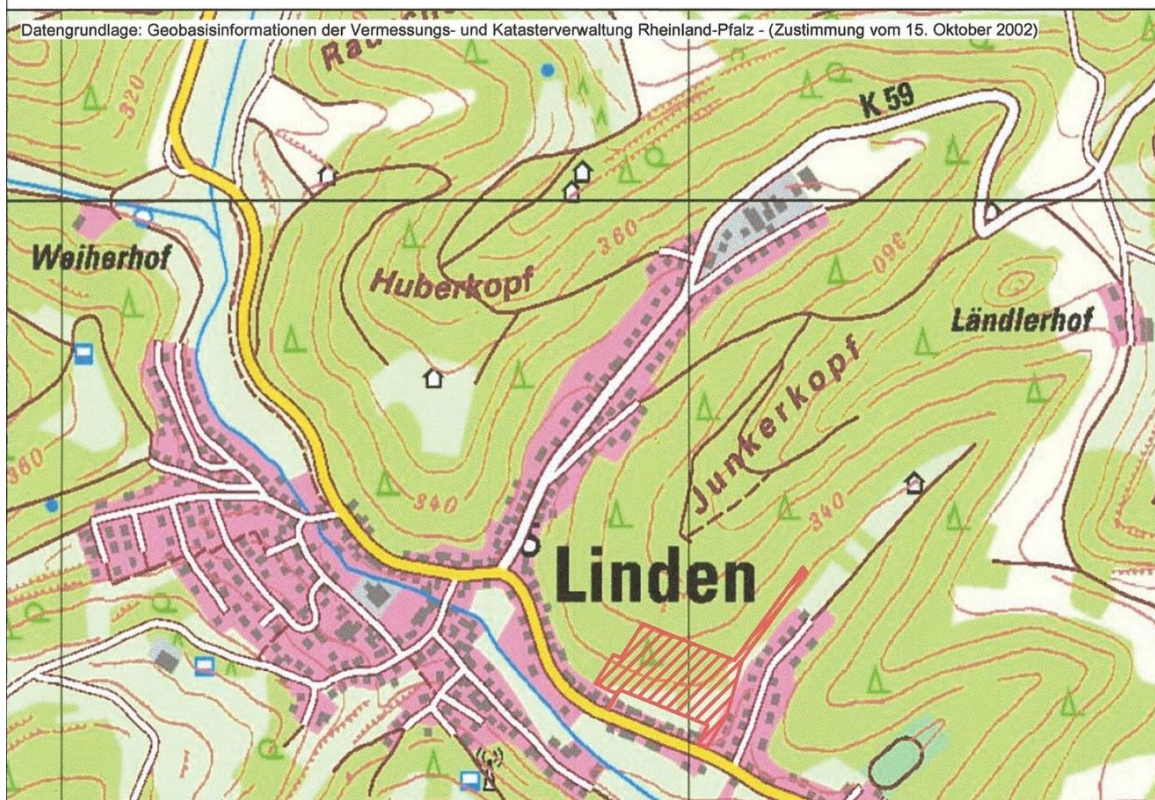 Datengrundlage: Geobasisinformationen der Vermessungs- und Katasterverwaltung Rheinland-Pfalz - (Zustimmung vom 15. Oktober 2002)
320
K 59
360
Weiherhof
Huberkopf
360
Ländlerhof
Junkerkopf
360
340
340
Linden